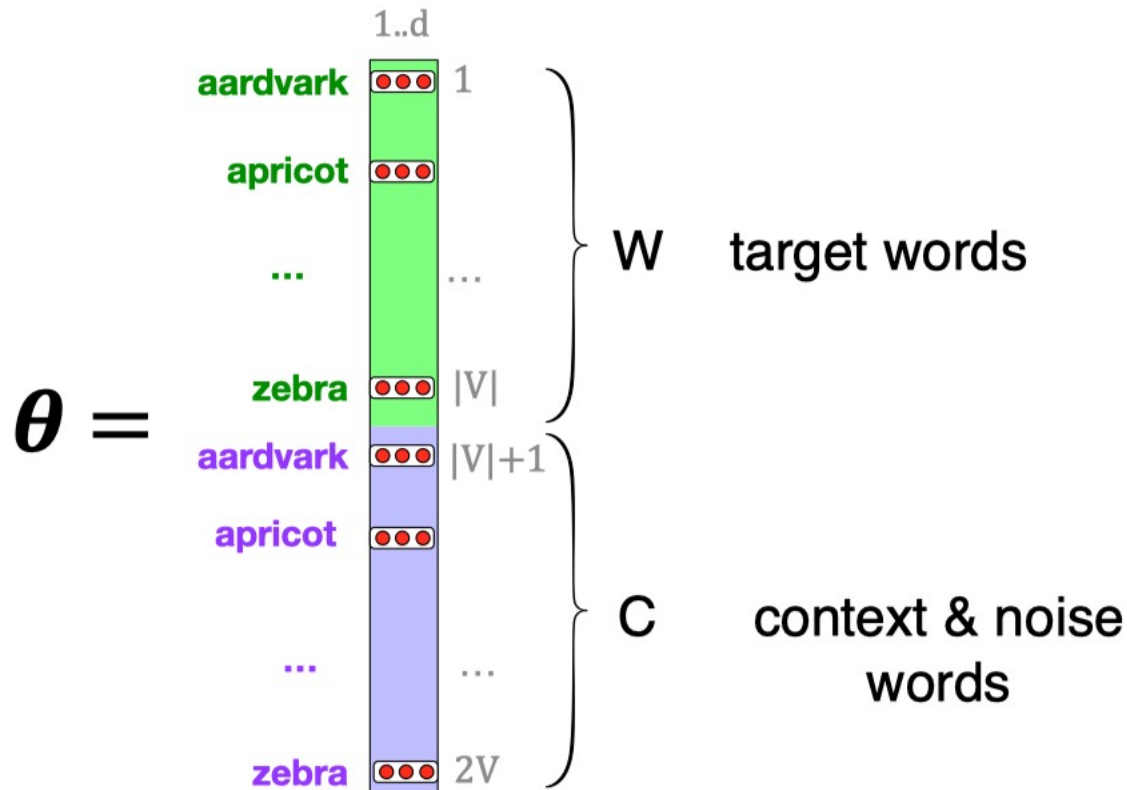 1..d
aardvark 1
apricot
... ...
zebra |V|
W target words
θ =
aardvark |V|+1
apricot
... ...
zebra 2V
C context & noise
words